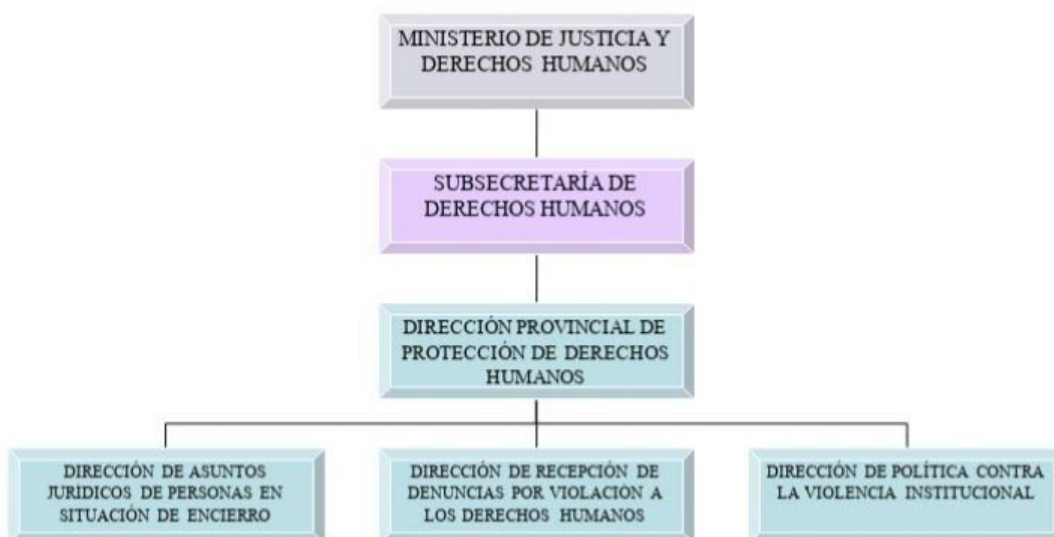 MINISTERIO DE JUSTICIA Y
DERECHOS HUMANOS
SUBSECRETARÍA DE
DERECHOS HUMANOS
DIRECCIÓN PROVINCIAL DE
PROTECCIÓN DE DERECHOS
HUMANOS
DIRECCIÓN DE ASUNTOS
JURÍDICOS DE PERSONAS EN
SITUACIÓN DE ENCIERRO
DIRECCIÓN DE RECEPCIÓN DE
DENUNCIAS POR VIOLACIÓN A
LOS DERECHOS HUMANOS
DIRECCIÓN DE POLÍTICA CONTRA
LA VIOLENCIA INSTITUCIONAL